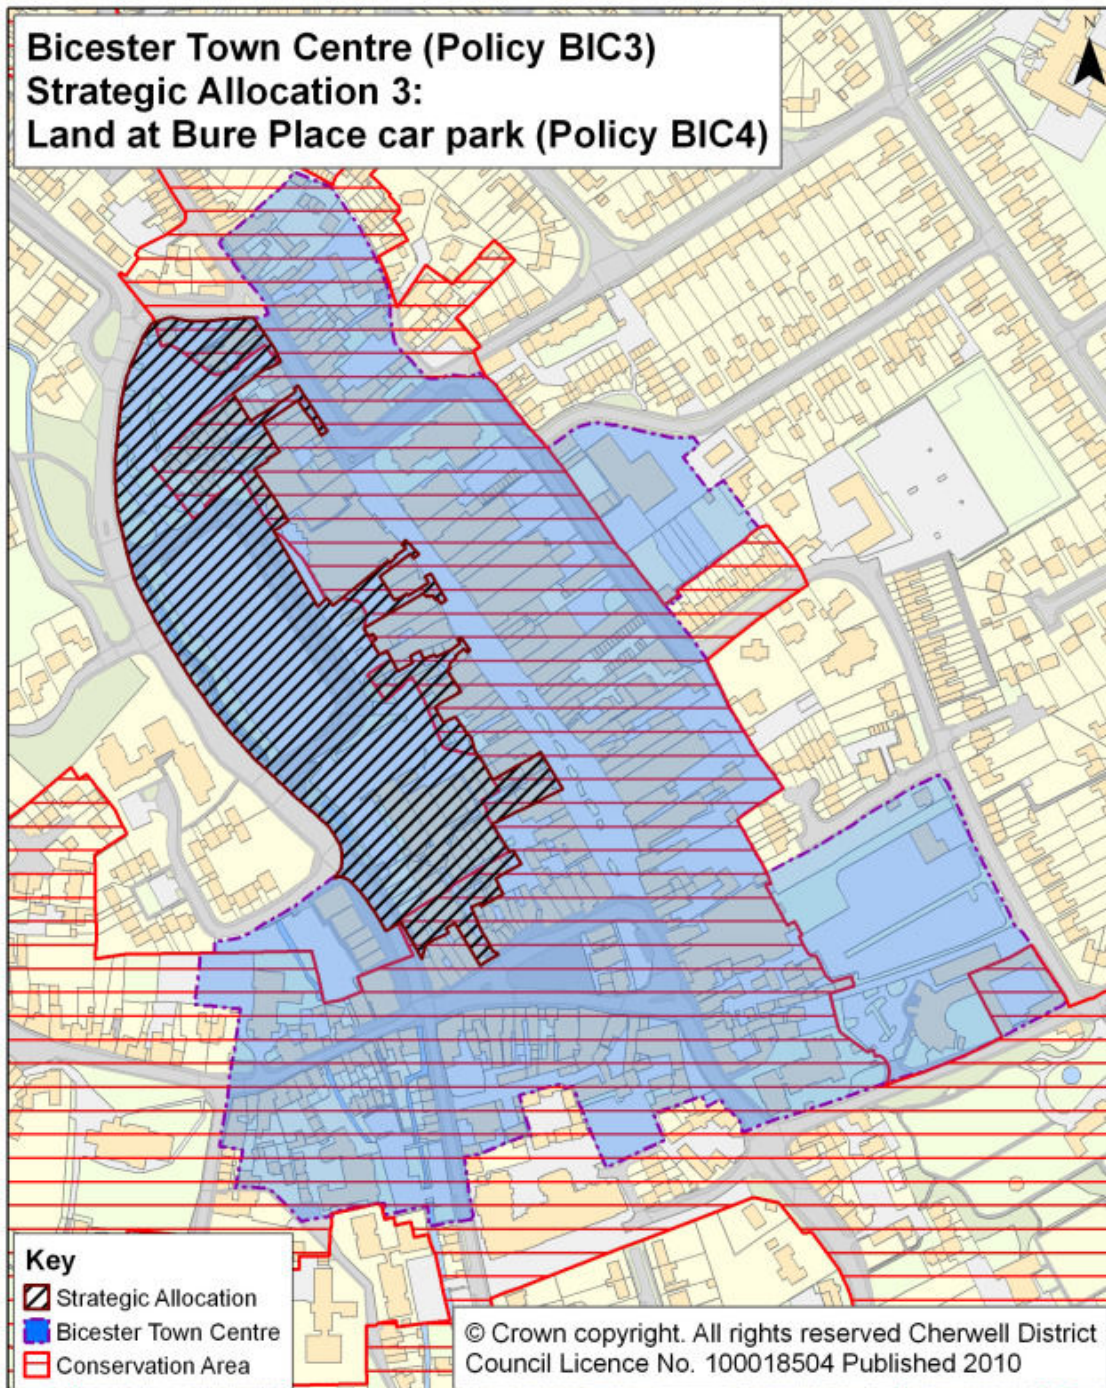 Bicester Town Centre (Policy BIC3)
Strategic Allocation 3:
Land at Bure Place car park (Policy BIC4)
N
Key
Strategic Allocation
Bicester Town Centre
Conservation Area
© Crown copyright. All rights reserved Cherwell District
Council Licence No. 100018504 Published 2010